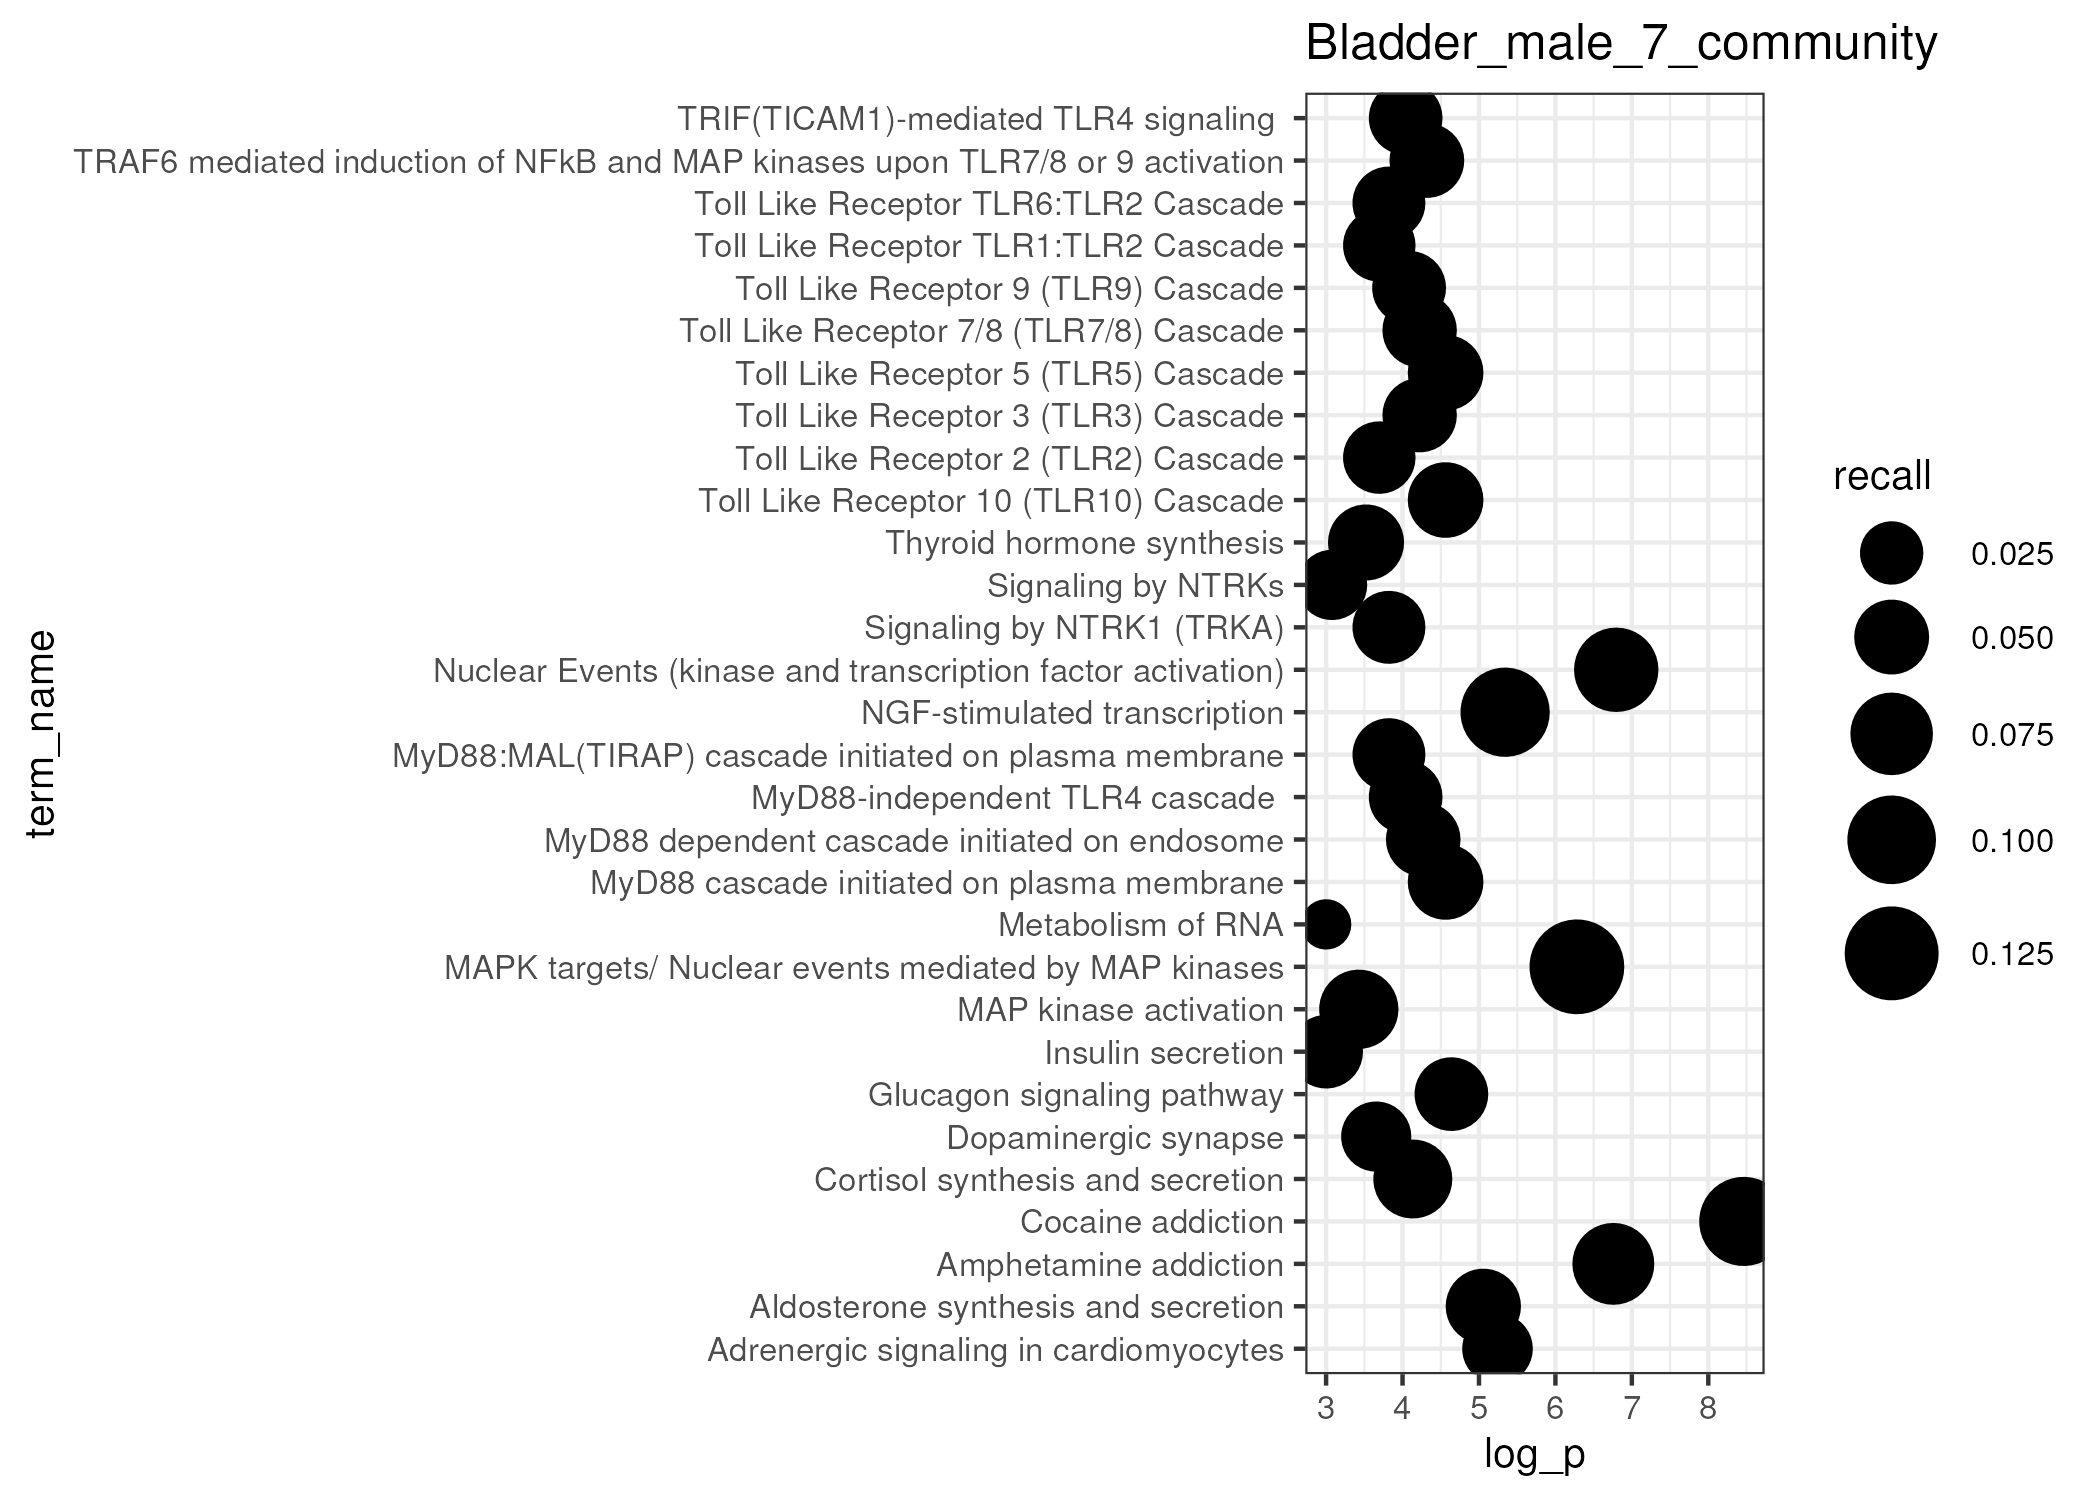 Bladder_male_7_community
TRIF(TICAM1)-mediated TLR4 signaling
TRAF6 mediated induction of NFkB and MAP kinases upon TLR7/8 or 9 activation
Toll Like Receptor TLR6:TLR2 Cascade
Toll Like Receptor TLR1:TLR2 Cascade
Toll Like Receptor 9 (TLR9) Cascade
Toll Like Receptor 7/8 (TLR7/8) Cascade
Toll Like Receptor 5 (TLR5) Cascade
Toll Like Receptor 3 (TLR3) Cascade
Toll Like Receptor 2 (TLR2) Cascade
Toll Like Receptor 10 (TLR10) Cascade
Thyroid hormone synthesis
Signaling by NTRKs
Signaling by NTRK1 (TRKA)
Nuclear Events (kinase and transcription factor activation)
NGF-stimulated transcription
MyD88:MAL(TIRAP) cascade initiated on plasma membrane
MyD88-independent TLR4 cascade
MyD88 dependent cascade initiated on endosome
MyD88 cascade initiated on plasma membrane
Metabolism of RNA
MAPK targets/ Nuclear events mediated by MAP kinases
MAP kinase activation
Insulin secretion
Glucagon signaling pathway
Dopaminergic synapse
Cortisol synthesis and secretion
Cocaine addiction
Amphetamine addiction
Aldosterone synthesis and secretion
Adrenergic signaling in cardiomyocytes
term_name
3 4 5 6 7 8
log_p
recall
0.025
0.050
0.075
0.100
0.125